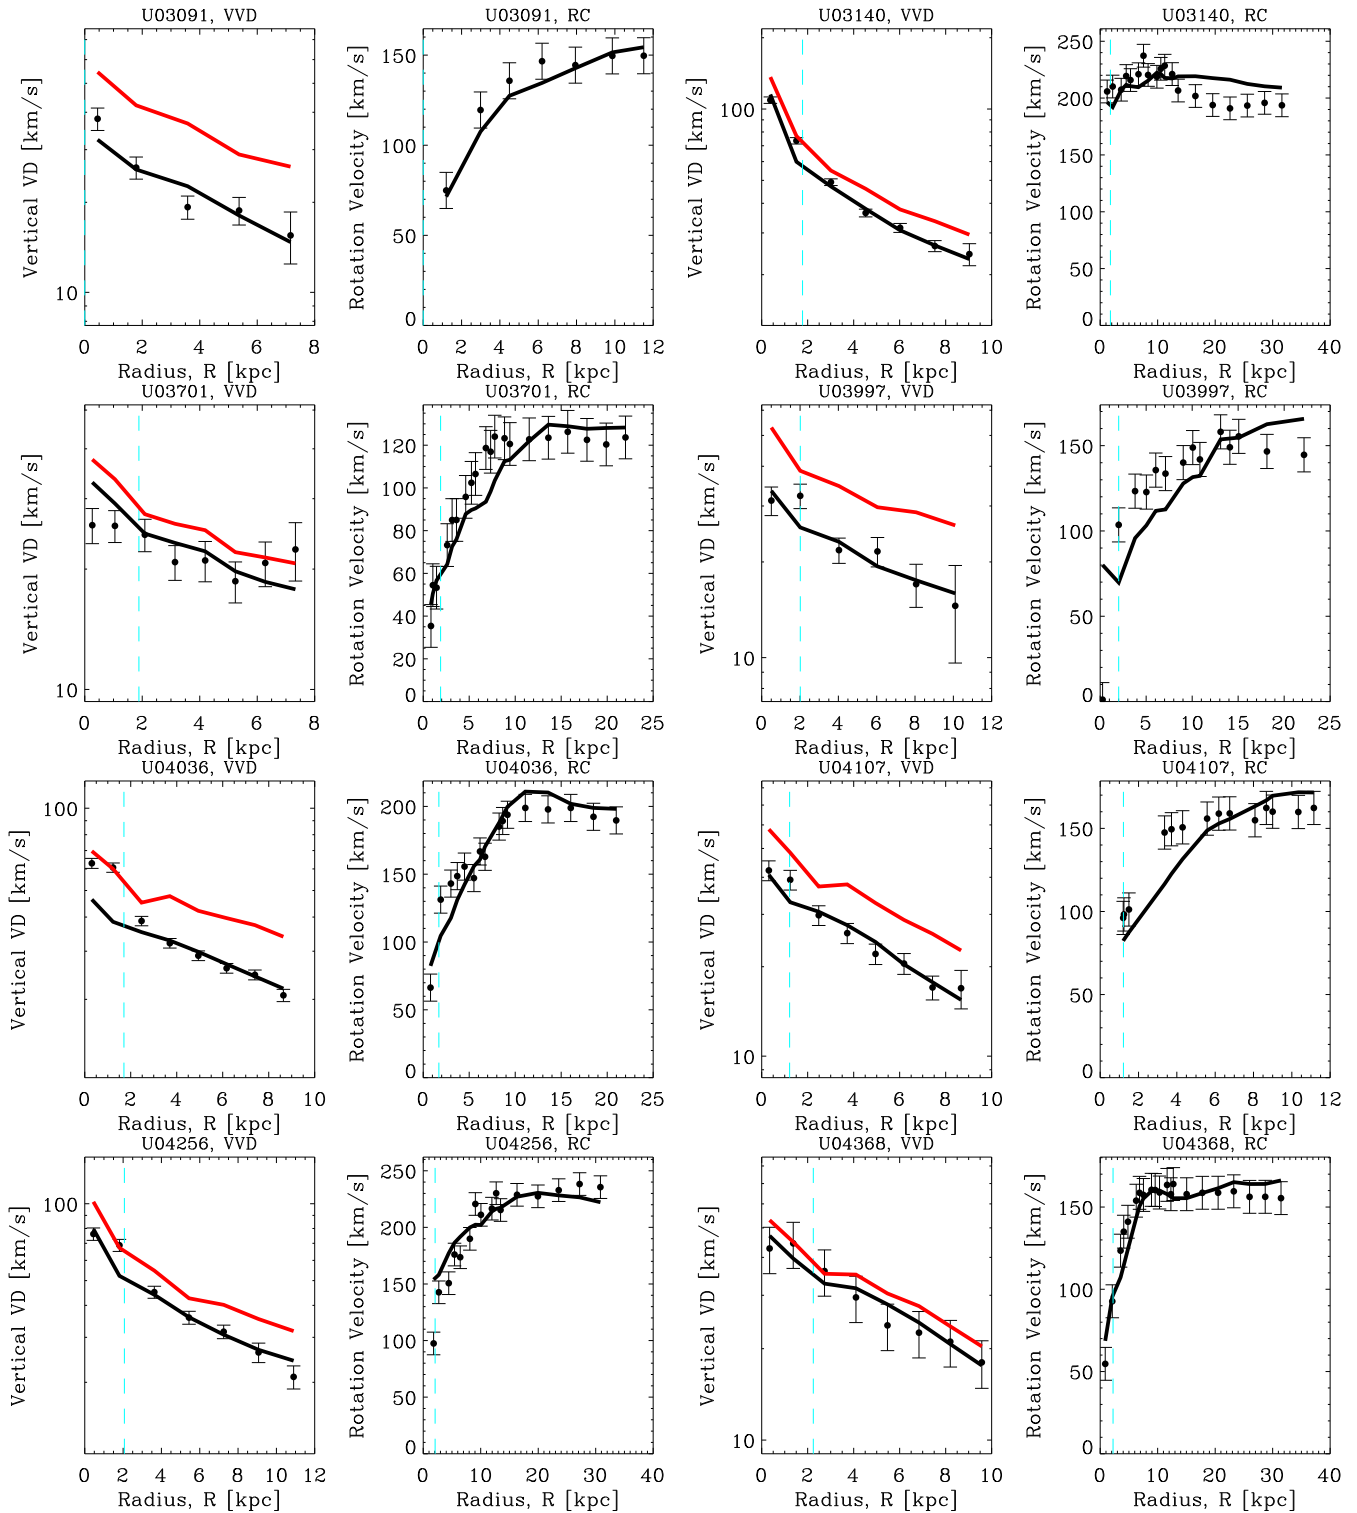 U03091, VVD
Vertical VD [km/s]
10
0 2 4 6 8
Radius, R [kpc]
U03091, RC
Rotation Velocity [km/s]
150
100
50
0
0 2 4 6 8 10 12
Radius, R [kpc]
U03140, VVD
Vertical VD [km/s]
100
0 2 4 6 8 10
Radius, R [kpc]
U03140, RC
Rotation Velocity [km/s]
250
200
150
100
50
0
0 10 20 30 40
Radius, R [kpc]
U03701, VVD
Vertical VD [km/s]
10
0 2 4 6 8
Radius, R [kpc]
U03701, RC
Rotation Velocity [km/s]
120
100
80
60
40
20
0
0 5 10 15 20 25
Radius, R [kpc]
U03997, VVD
Vertical VD [km/s]
10
0 2 4 6 8 10 12
Radius, R [kpc]
U03997, RC
Rotation Velocity [km/s]
150
100
50
0
0 5 10 15 20 25
Radius, R [kpc]
U04036, VVD
Vertical VD [km/s]
100
0 2 4 6 8 10
Radius, R [kpc]
U04036, RC
Rotation Velocity [km/s]
200
150
100
50
0
0 5 10 15 20 25
Radius, R [kpc]
U04107, VVD
Vertical VD [km/s]
10
0 2 4 6 8 10
Radius, R [kpc]
U04107, RC
Rotation Velocity [km/s]
150
100
50
0
0 2 4 6 8 10 12
Radius, R [kpc]
U04256, VVD
Vertical VD [km/s]
100
0 2 4 6 8 10 12
Radius, R [kpc]
U04256, RC
Rotation Velocity [km/s]
250
200
150
100
50
0
0 10 20 30 40
Radius, R [kpc]
U04368, VVD
Vertical VD [km/s]
10
0 2 4 6 8 10
Radius, R [kpc]
U04368, RC
Rotation Velocity [km/s]
150
100
50
0
0 10 20 30 40
Radius, R [kpc]